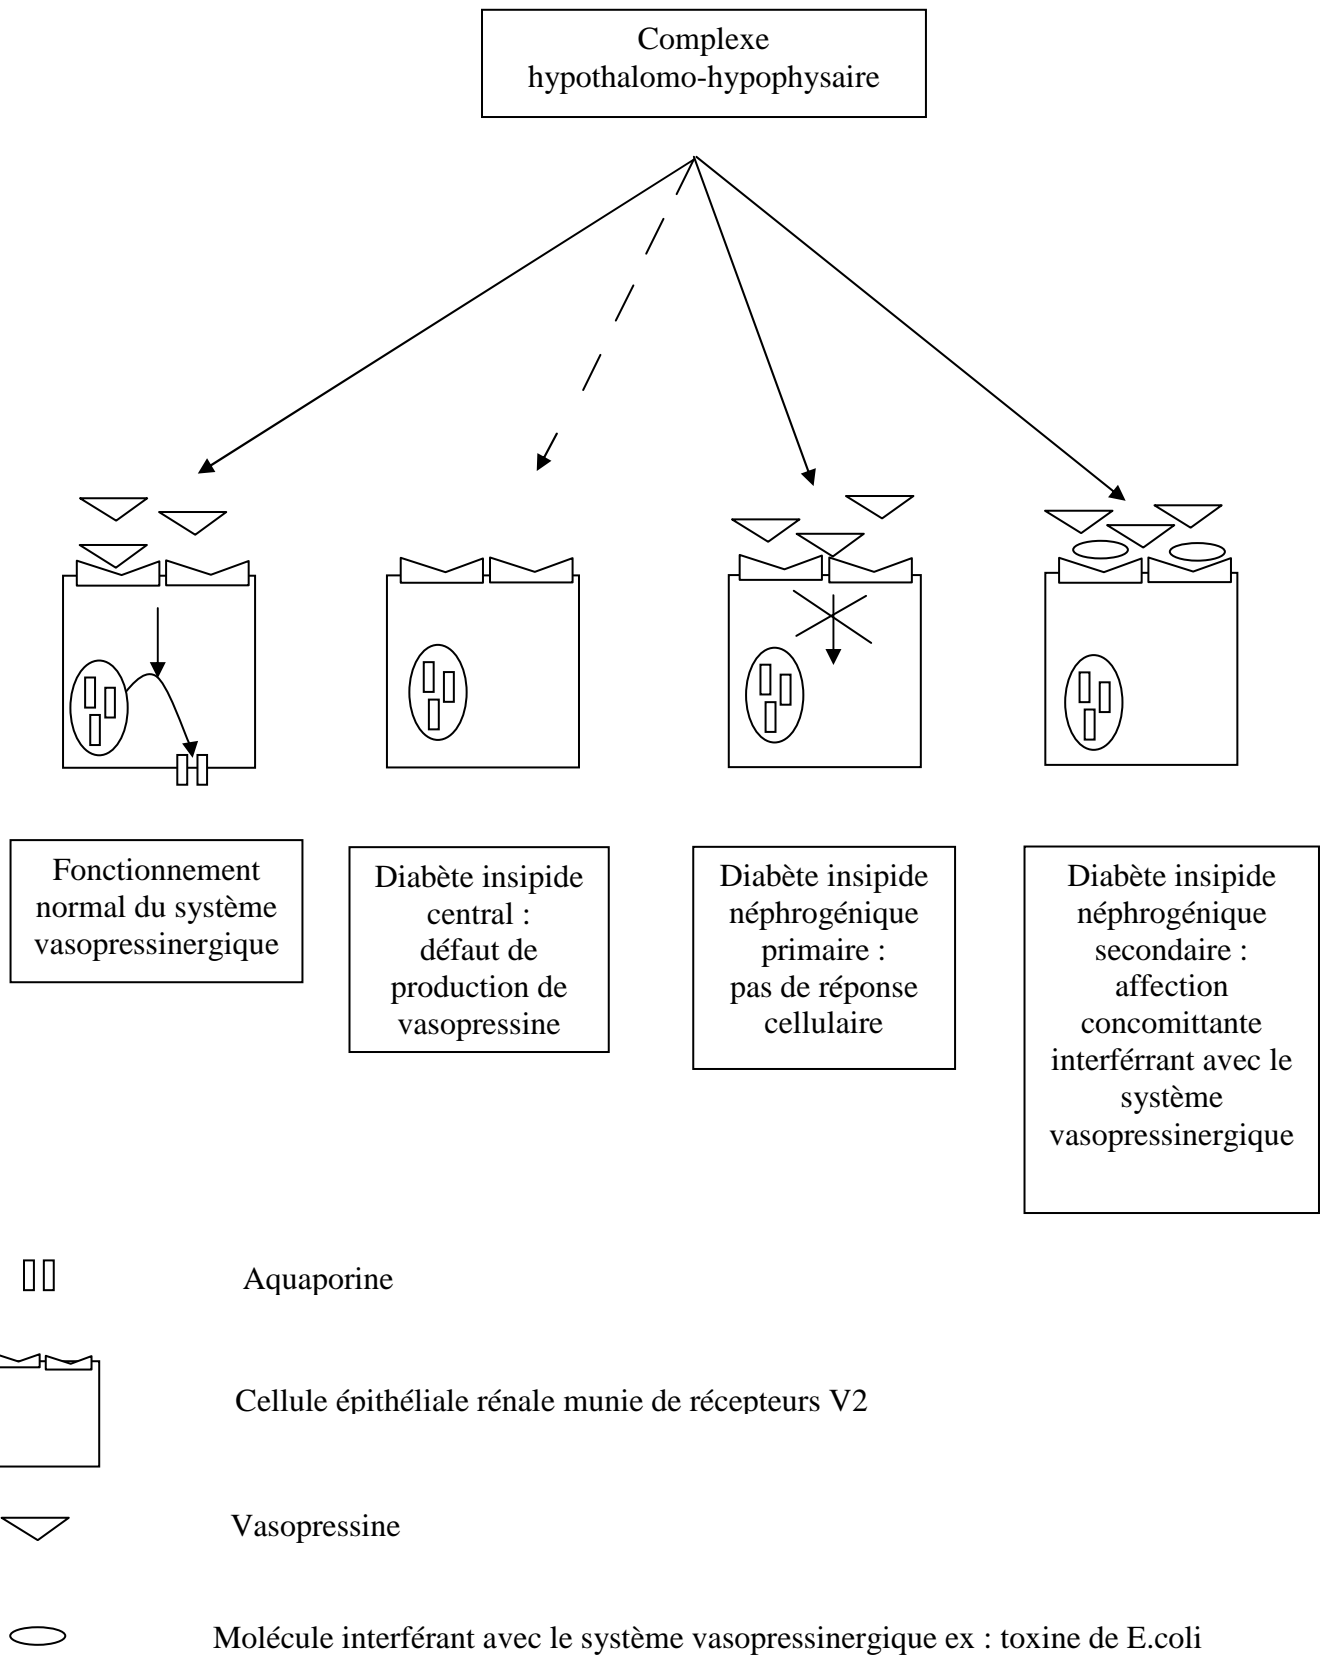 Complexe
hypothalomo-hypophysaire
Fonctionnement
normal du système
vasopressinergique
Diabète insipide
central :
défaut de
production de
vasopressine
Diabète insipide
néphrogénique
primaire :
pas de réponse
cellulaire
Diabète insipide
néphrogénique
secondaire :
affection
concomittante
interférrant avec le
système
vasopressinergique
Aquaporine
Cellule épithéliale rénale munie de récepteurs V2
Vasopressine
Molécule interférant avec le système vasopressinergique ex : toxine de E.coli